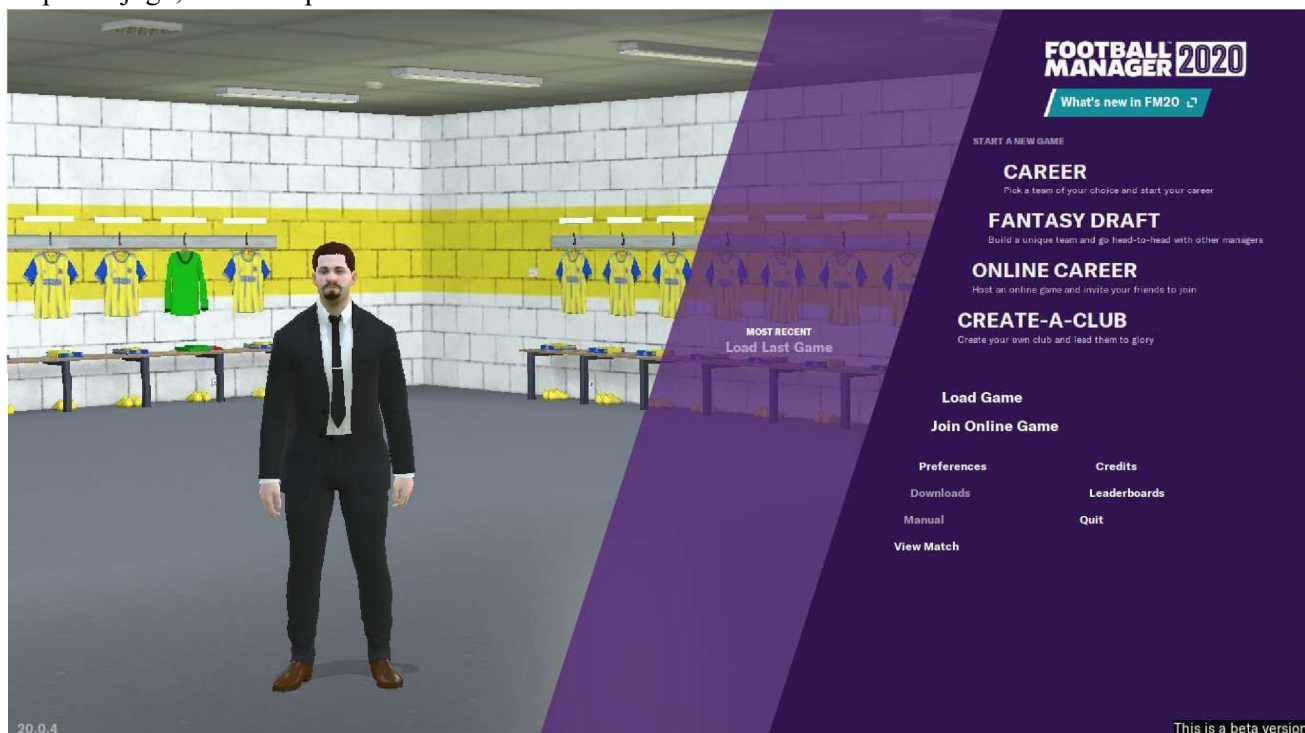 FOOTBALL
MANAGER 2020
What's new in FM20
START A NEW GAME
CAREER
Pick a team of your choice and start your career
FANTASY DRAFT
Build a unique team and go head-to-head with other managers
ONLINE CAREER
Host an online game and invite your friends to join
CREATE-A-CLUB
Create your own club and lead them to glory
MOST RECENT
Load Last Game
Load Game
Join Online Game
Preferences Credits
Downloads Leaderboards
Manual Quit
View Match
20.0.4
This is a beta version